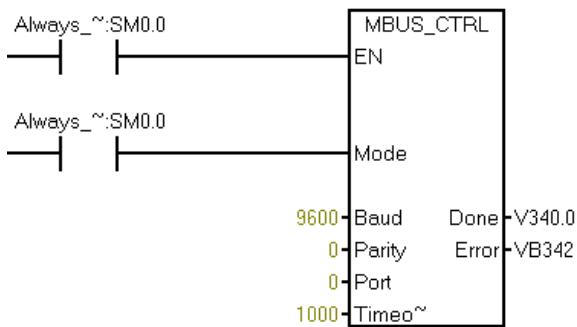 Always_~:SM0.0 MBUS_CTRL
EN
Always_~:SM0.0
Mode
9600 Baud Done V340.0
0 Parity Error VB342
0 Port
1000 Timeo~